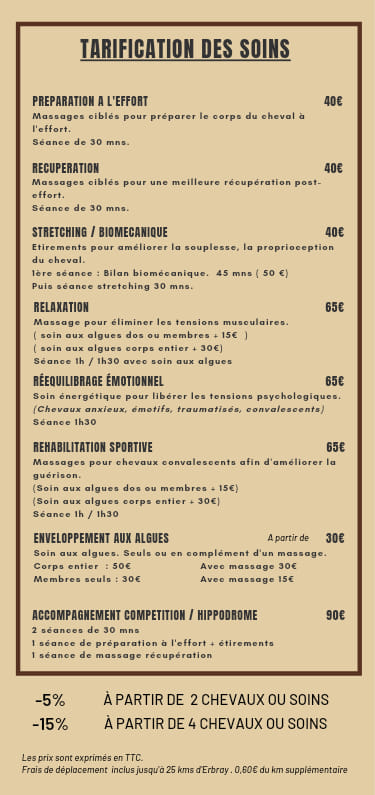 TARIFICATION DES SOINS
PREPARATION A L'EFFORT 40€
Massages ciblés pour préparer le corps du cheval à
l'effort.
Séance de 30 mns.
RECUPERATION 40€
Massages ciblés pour une meilleure récupération post-
effort.
Séance de 30 mns.
STRETCHING / BIOMECANIQUE 40€
Etirements pour améliorer la souplesse, la proprioception
du cheval.
1ère séance : Bilan biomécanique. 45 mns ( 50 €)
Puis séance stretching 30 mns.
RELAXATION 65€
Massage pour éliminer les tensions musculaires.
( soin aux algues dos ou membres + 15€ )
( soin aux algues corps entier + 30€)
Séance 1h / 1h30 avec soin aux algues
RÉEQUILIBRAGE ÉMOTIONNEL 65€
Soin énergétique pour libérer les tensions psychologiques.
(Chevaux anxieux, émotifs, traumatisés, convalescents)
Séance 1h30
REHABILITATION SPORTIVE 65€
Massages pour chevaux convalescents afin d'améliorer la
guérison.
(Soin aux algues dos ou membres + 15€)
(Soin aux algues corps entier + 30€)
Séance 1h / 1h30
ENVELOPPEMENT AUX ALGUES A partir de 30€
Soin aux algues. Seuls ou en complément d'un massage.
Corps entier : 50€ Avec massage 30€
Membres seuls : 30€ Avec massage 15€
ACCOMPAGNEMENT COMPETITION / HIPPODROME 90€
2 séances de 30 mns
1 séance de préparation à l'effort + étirements
1 séance de massage récupération
-5% À PARTIR DE 2 CHEVAUX OU SOINS
-15% À PARTIR DE 4 CHEVAUX OU SOINS
Les prix sont exprimés en TTC.
Frais de déplacement inclus jusqu'à 25 kms d'Erbray . 0,60€ du km supplémentaire